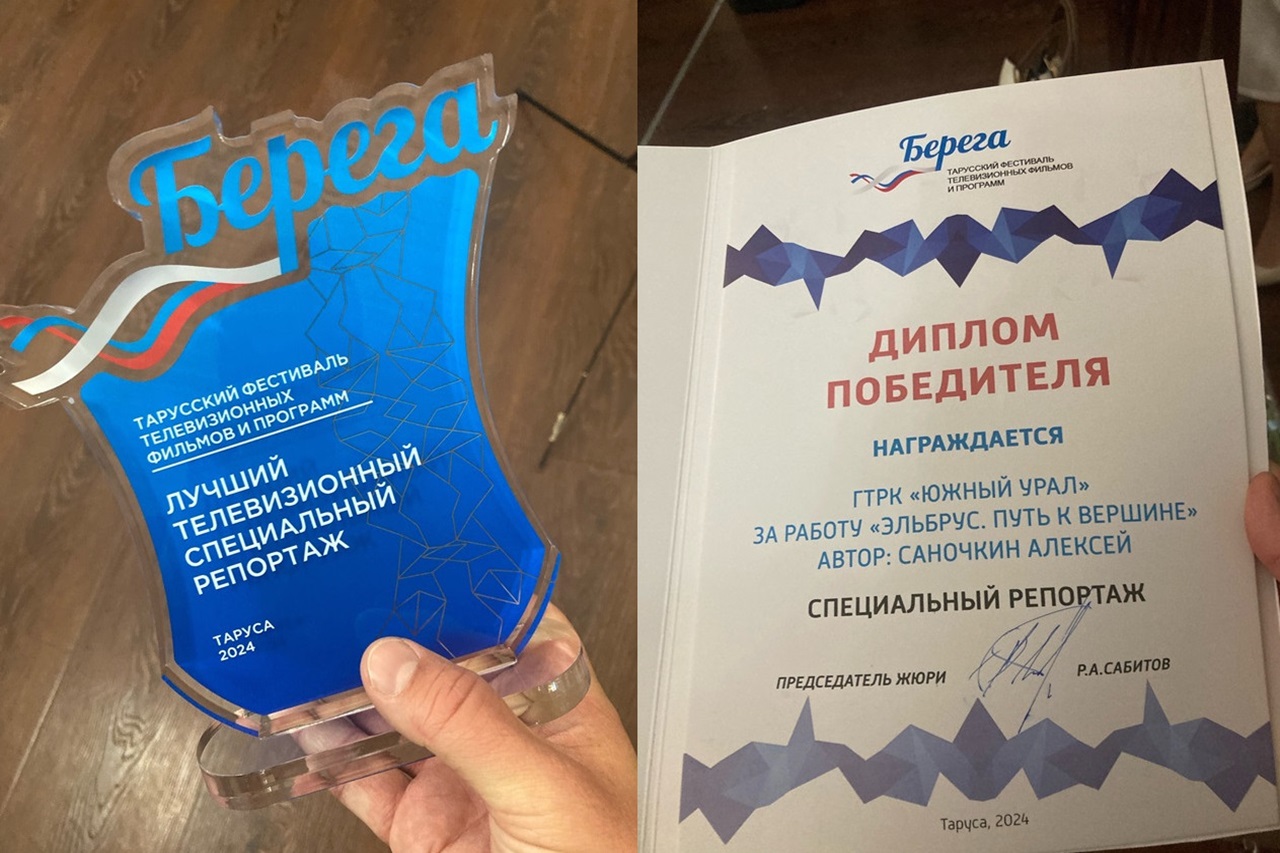 Берега
ТАРУССКИЙ ФЕСТИВАЛЬ
ТЕЛЕВИЗИОННЫХ
ФИЛЬМОВ И ПРОГРАММ
ЛУЧШИЙ
ТЕЛЕВИЗИОННЫЙ
СПЕЦИАЛЬНЫЙ
РЕПОРТАЖ
ТАРУСА
2024
Берега
ТАРУССКИЙ ФЕСТИВАЛЬ
ТЕЛЕВИЗИОННЫХ ФИЛЬМОВ
И ПРОГРАММ
ДИПЛОМ
ПОБЕДИТЕЛЯ
НАГРАЖДАЕТСЯ
ГТРК «ЮЖНЫЙ УРАЛ»
ЗА РАБОТУ «ЭЛЬБРУС. ПУТЬ К ВЕРШИНЕ»
АВТОР: САНОЧКИН АЛЕКСЕЙ
СПЕЦИАЛЬНЫЙ РЕПОРТАЖ
ПРЕДСЕДАТЕЛЬ ЖЮРИ Р.А.САБИТОВ
Таруса, 2024